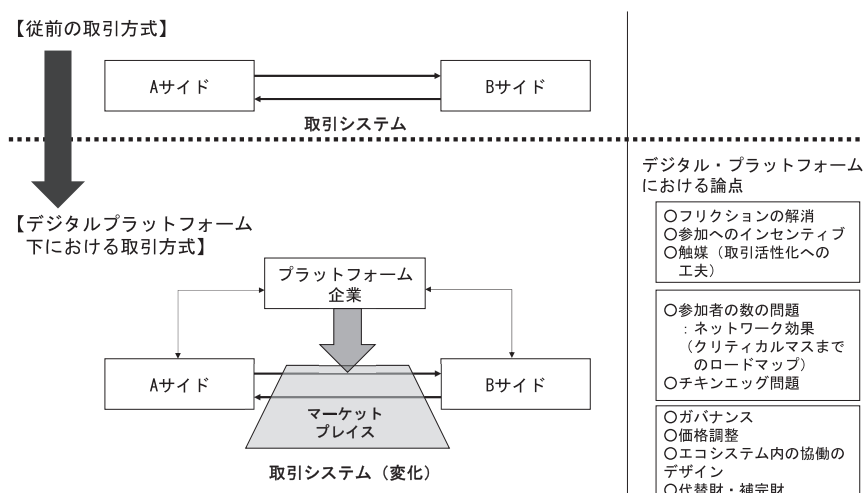 【従前の取引方式】
Aサイド
Bサイド
取引システム
【デジタルプラットフォーム
下における取引方式】
プラットフォーム
企業
Aサイド
Bサイド
マーケット
プレイス
取引システム（変化）
デジタル・プラットフォーム
における論点
○フリクションの解消
○参加へのインセンティブ
○触媒（取引活性化への
工夫）
○参加者の数の問題
：ネットワーク効果
（クリティカルマスまで
のロードマップ）
○チキンエッグ問題
○ガバナンス
○価格調整
○エコシステム内の協働の
デザイン
○代替財・補完財